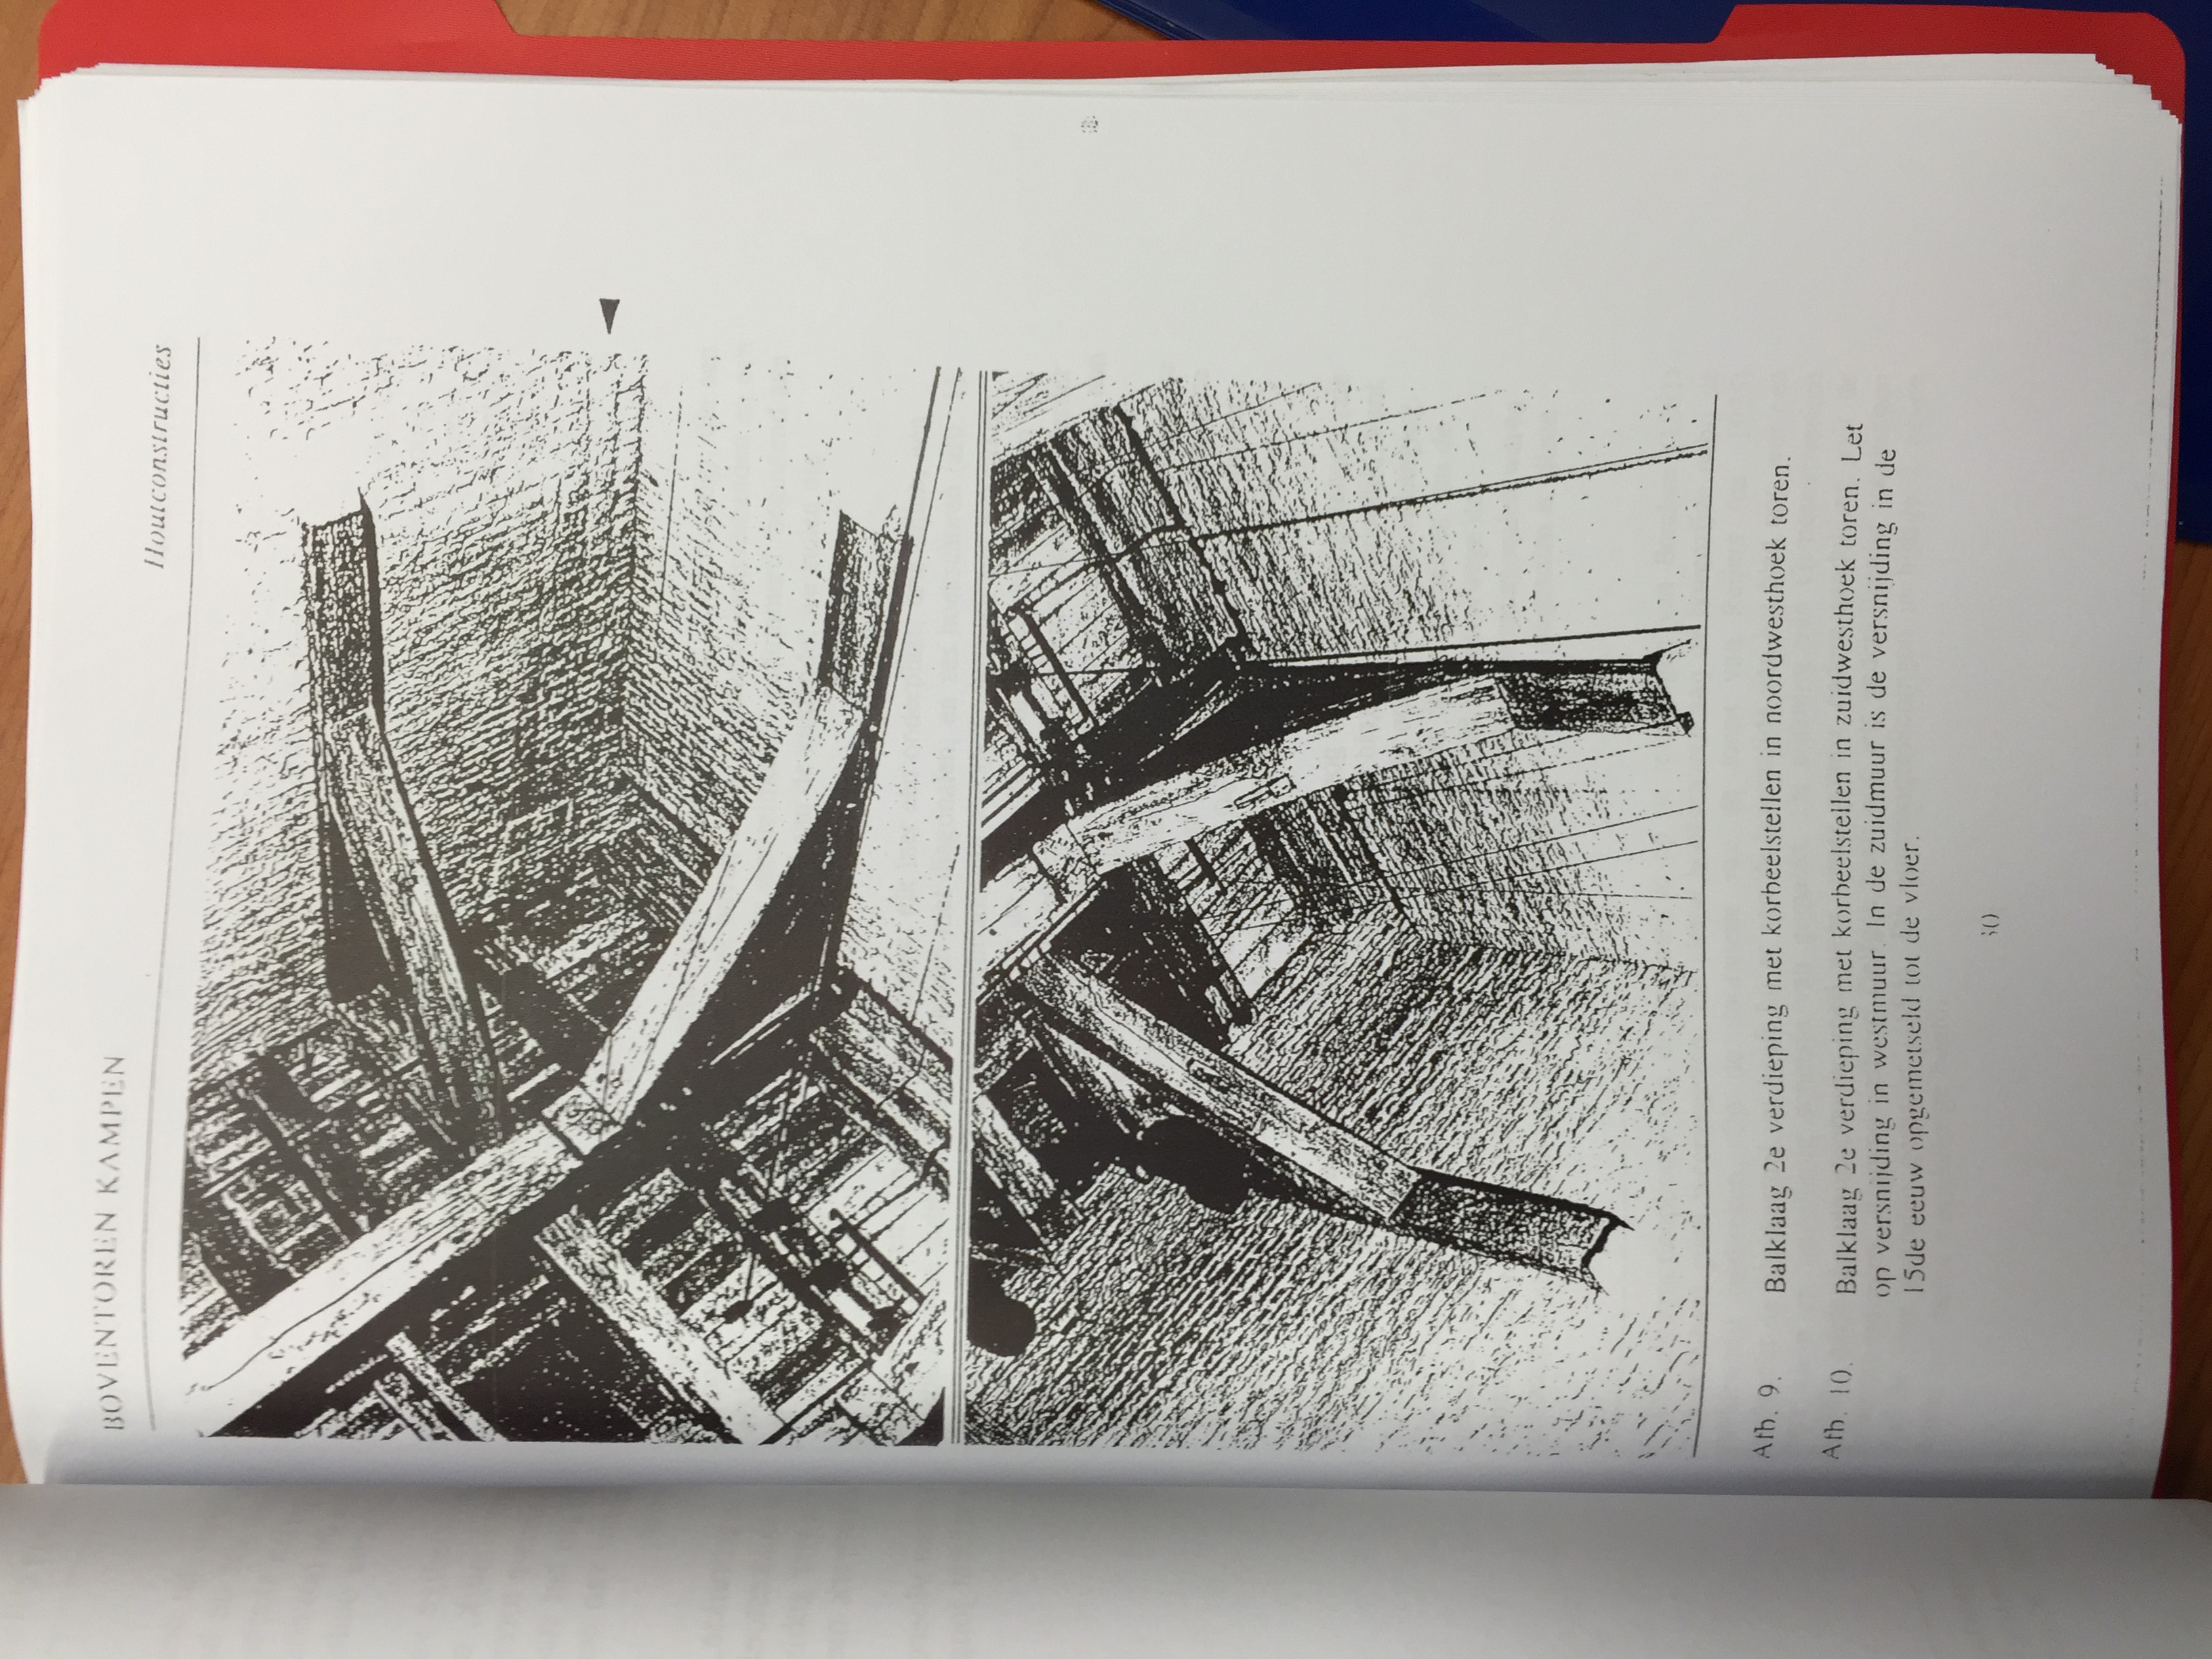 BOVENTOREN KAMPEN
Houtconstructies
Afb. 9. Balklaag 2e verdieping met korbeelstellen in noordwesthoek toren.
Afb. 10. Balklaag 2e verdieping met korbeelstellen in zuidwesthoek toren. Let
op versnijding in westmuur. In de zuidmuur is de versnijding in de
15de eeuw opgemetseld tot de vloer.
30